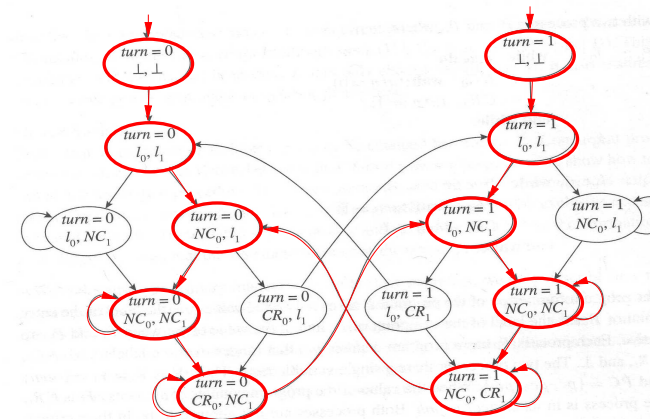 turn = 0
⊥, ⊥
turn = 1
⊥, ⊥
turn = 0
l₀, l₁
turn = 1
l₀, l₁
turn = 0
l₀, NC₁
turn = 0
NC₀, l₁
turn = 1
l₀, NC₁
turn = 1
NC₀, l₁
turn = 0
NC₀, NC₁
turn = 0
CR₀, l₁
turn = 1
l₀, CR₁
turn = 1
NC₀, NC₁
turn = 0
CR₀, NC₁
turn = 1
NC₀, CR₁